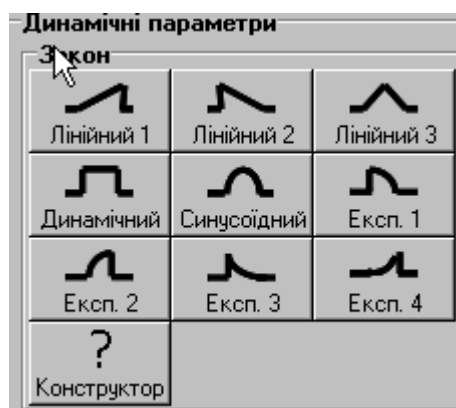 Динамічні параметри
Закон
Лінійний 1 Лінійний 2 Лінійний 3
Динамічний Синусоїдний Експ. 1
Експ. 2 Експ. 3 Експ. 4
?
Конструктор